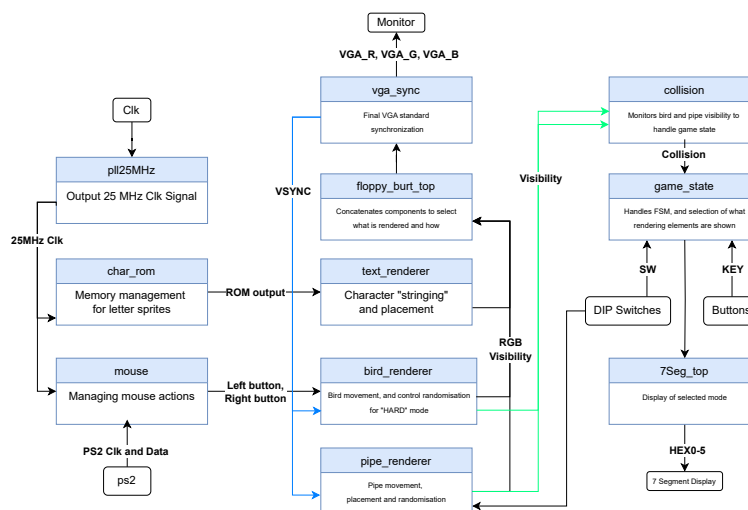 Monitor
VGA_R, VGA_G, VGA_B
vga_sync
Final VGA standard
synchronization
collision
Monitors bird and pipe visibility to
handle game state
Clk
pll25MHz
Output 25 MHz Clk Signal
VSYNC
floppy_burt_top
Concatenates components to select
what is rendered and how
Visibility
Collision
game_state
Handles FSM, and selection of what
rendering elements are shown
25MHz Clk
char_rom
Memory management
for letter sprites
ROM output
text_renderer
Character "stringing"
and placement
SW
KEY
DIP Switches
Buttons
RGB
Visibility
mouse
Managing mouse actions
Left button,
Right button
bird_renderer
Bird movement, and control randomisation
for "HARD" mode
7Seg_top
Display of selected mode
PS2 Clk and Data
ps2
pipe_renderer
Pipe movement,
placement and randomisation
HEX0-5
7 Segment Display